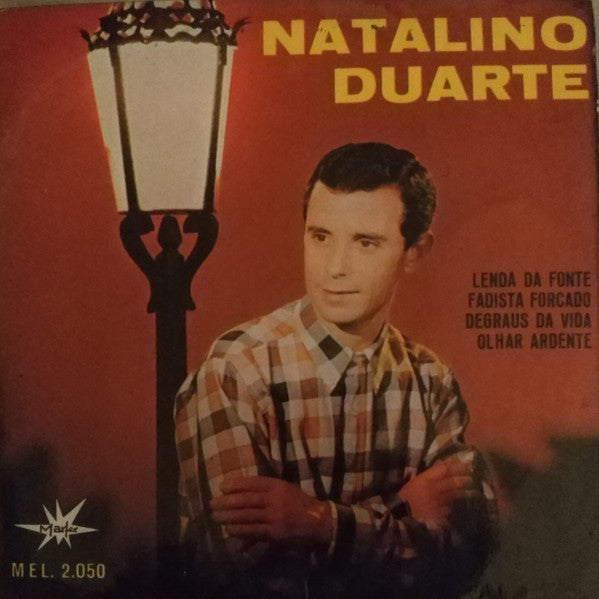 NATALINO
DUARTE
LENDA DA FONTE
FADISTA FORCADO
DEGRAUS DA VIDA
OLHAR ARDENTE
Marfer
MEL. 2.050